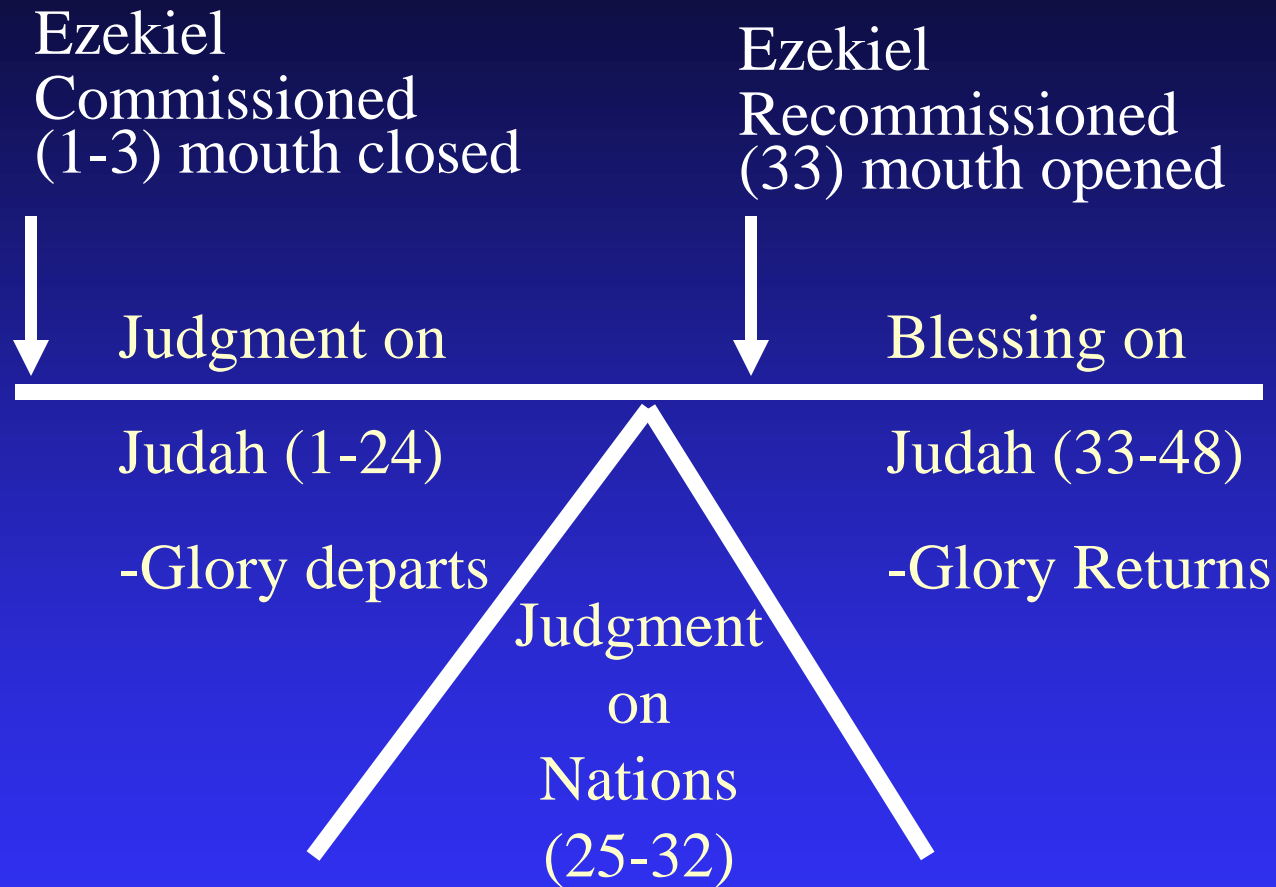 Ezekiel
Commissioned
(1-3) mouth closed
Ezekiel
Recommissioned
(33) mouth opened
Judgment on
Judah (1-24)
-Glory departs
Blessing on
Judah (33-48)
-Glory Returns
Judgment
on
Nations
(25-32)